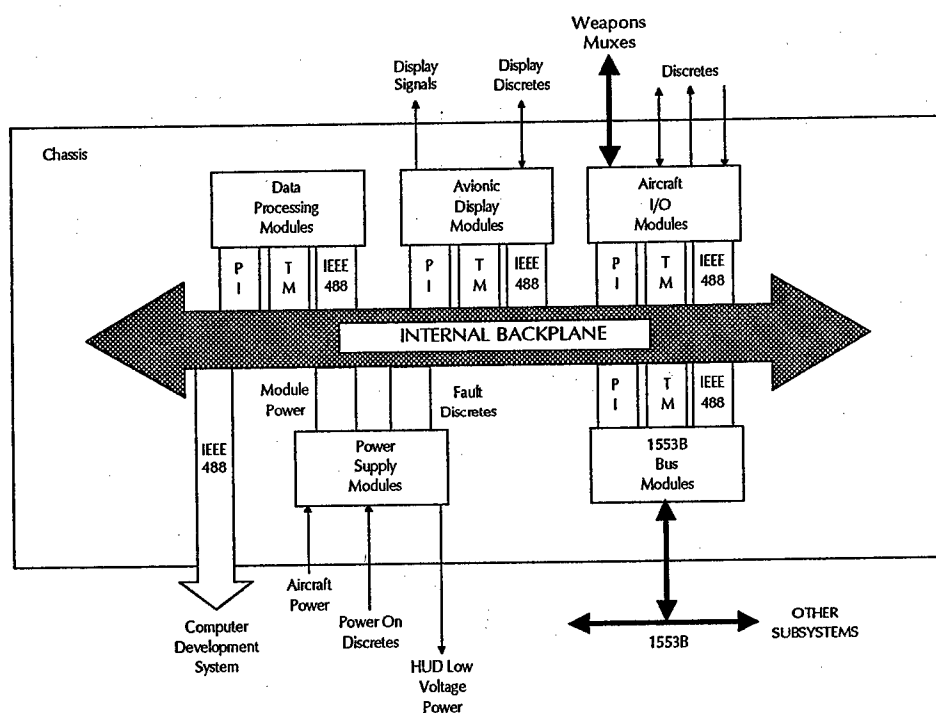 Weapons
Muxes
Display
Signals
Display
Discretes
Discretes
Chassis
Data
Processing
Modules
Avionic
Display
Modules
Aircraft
I/O
Modules
P
I
T
M
IEEE
488
P
I
T
M
IEEE
488
P
I
T
M
IEEE
488
INTERNAL BACKPLANE
Module
Power
Fault
Discretes
P
I
T
M
IEEE
488
IEEE
488
Power
Supply
Modules
1553B
Bus
Modules
Aircraft
Power
Power On
Discretes
HUD Low
Voltage
Power
Computer
Development
System
1553B
OTHER
SUBSYSTEMS